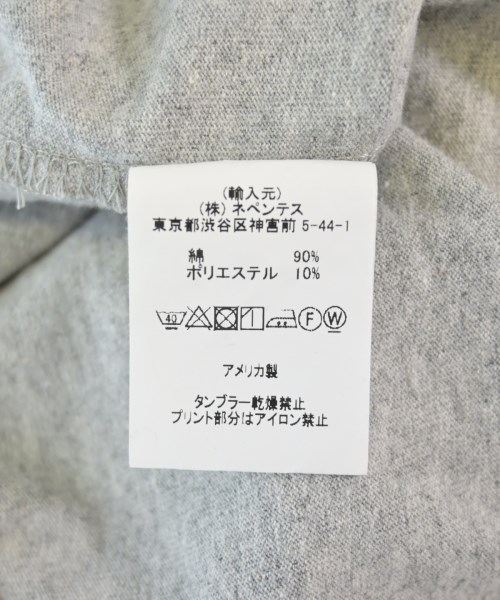 (輸入元)
(株) ネペンテス
東京都渋谷区神宮前 5-44-1
綿 90%
ポリエステル 10%
40 F W
アメリカ製
タンブラー乾燥禁止
プリント部分はアイロン禁止